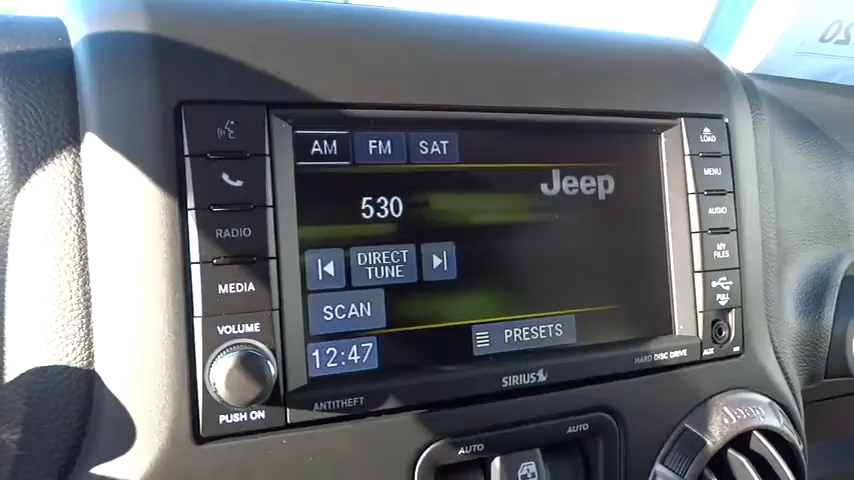 AM FM SAT
530
Jeep
DIRECT
TUNE
SCAN
PRESETS
12:47
RADIO
MEDIA
VOLUME
PUSH ON
LOAD
MENU
AUDIO
MY
FILES
PULL
AUX
ANTITHEFT
SIRIUS
HARD DISC DRIVE
AUTO
AUTO
Jeep